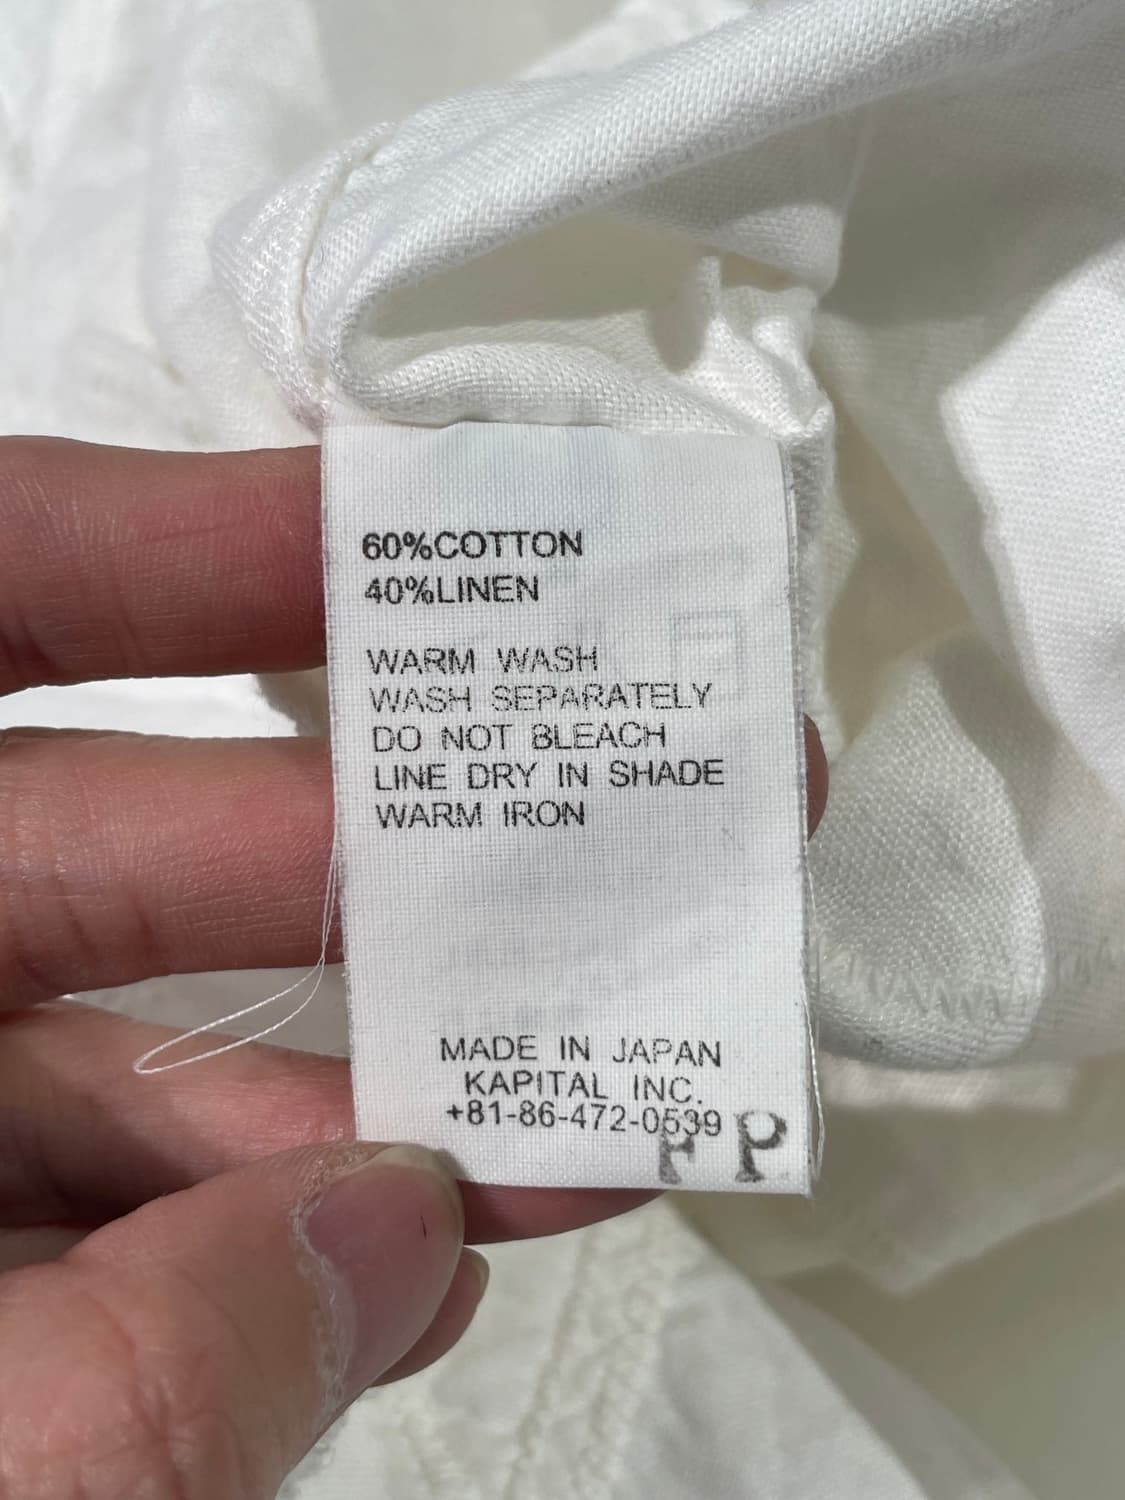 60%COTTON
40%LINEN
WARM WASH
WASH SEPARATELY
DO NOT BLEACH
LINE DRY IN SHADE
WARM IRON
MADE IN JAPAN
KAPITAL INC.
+81-86-472-0539
F P